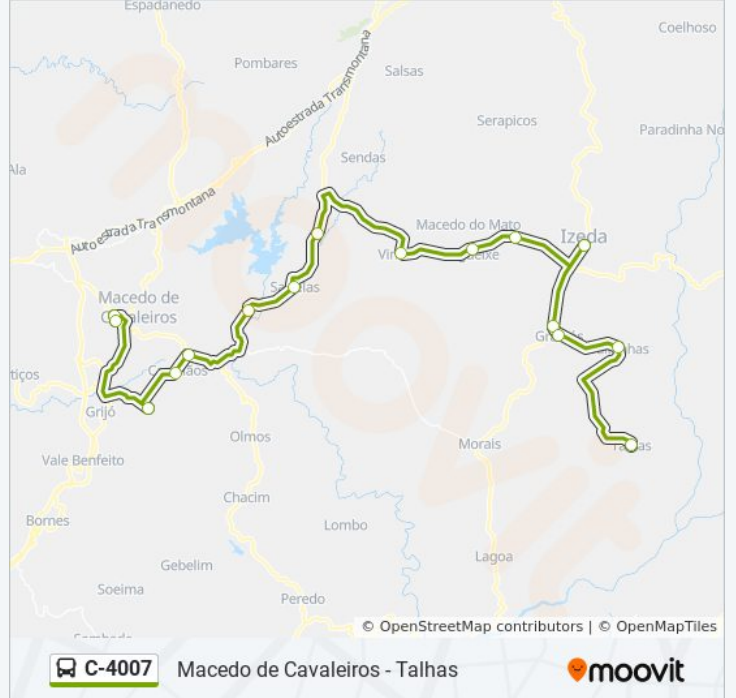 Espadanedo
Coelhoso
Pombares
Salsas
Autoestrada Transmontana
Serapicos
Paradinha No
Sendas
Ala
Autoestrada Transmontana
Macedo do Mato
Izeda
Macedo de
Grijó
Olmos
Morais
Vale Benfeito
Chacim
Bornes
Lombo
Lagoa
Gebelim
Soeima
Peredo
© OpenStreetMap contributors | © OpenMapTiles
C-4007 Macedo de Cavaleiros - Talhas moovit